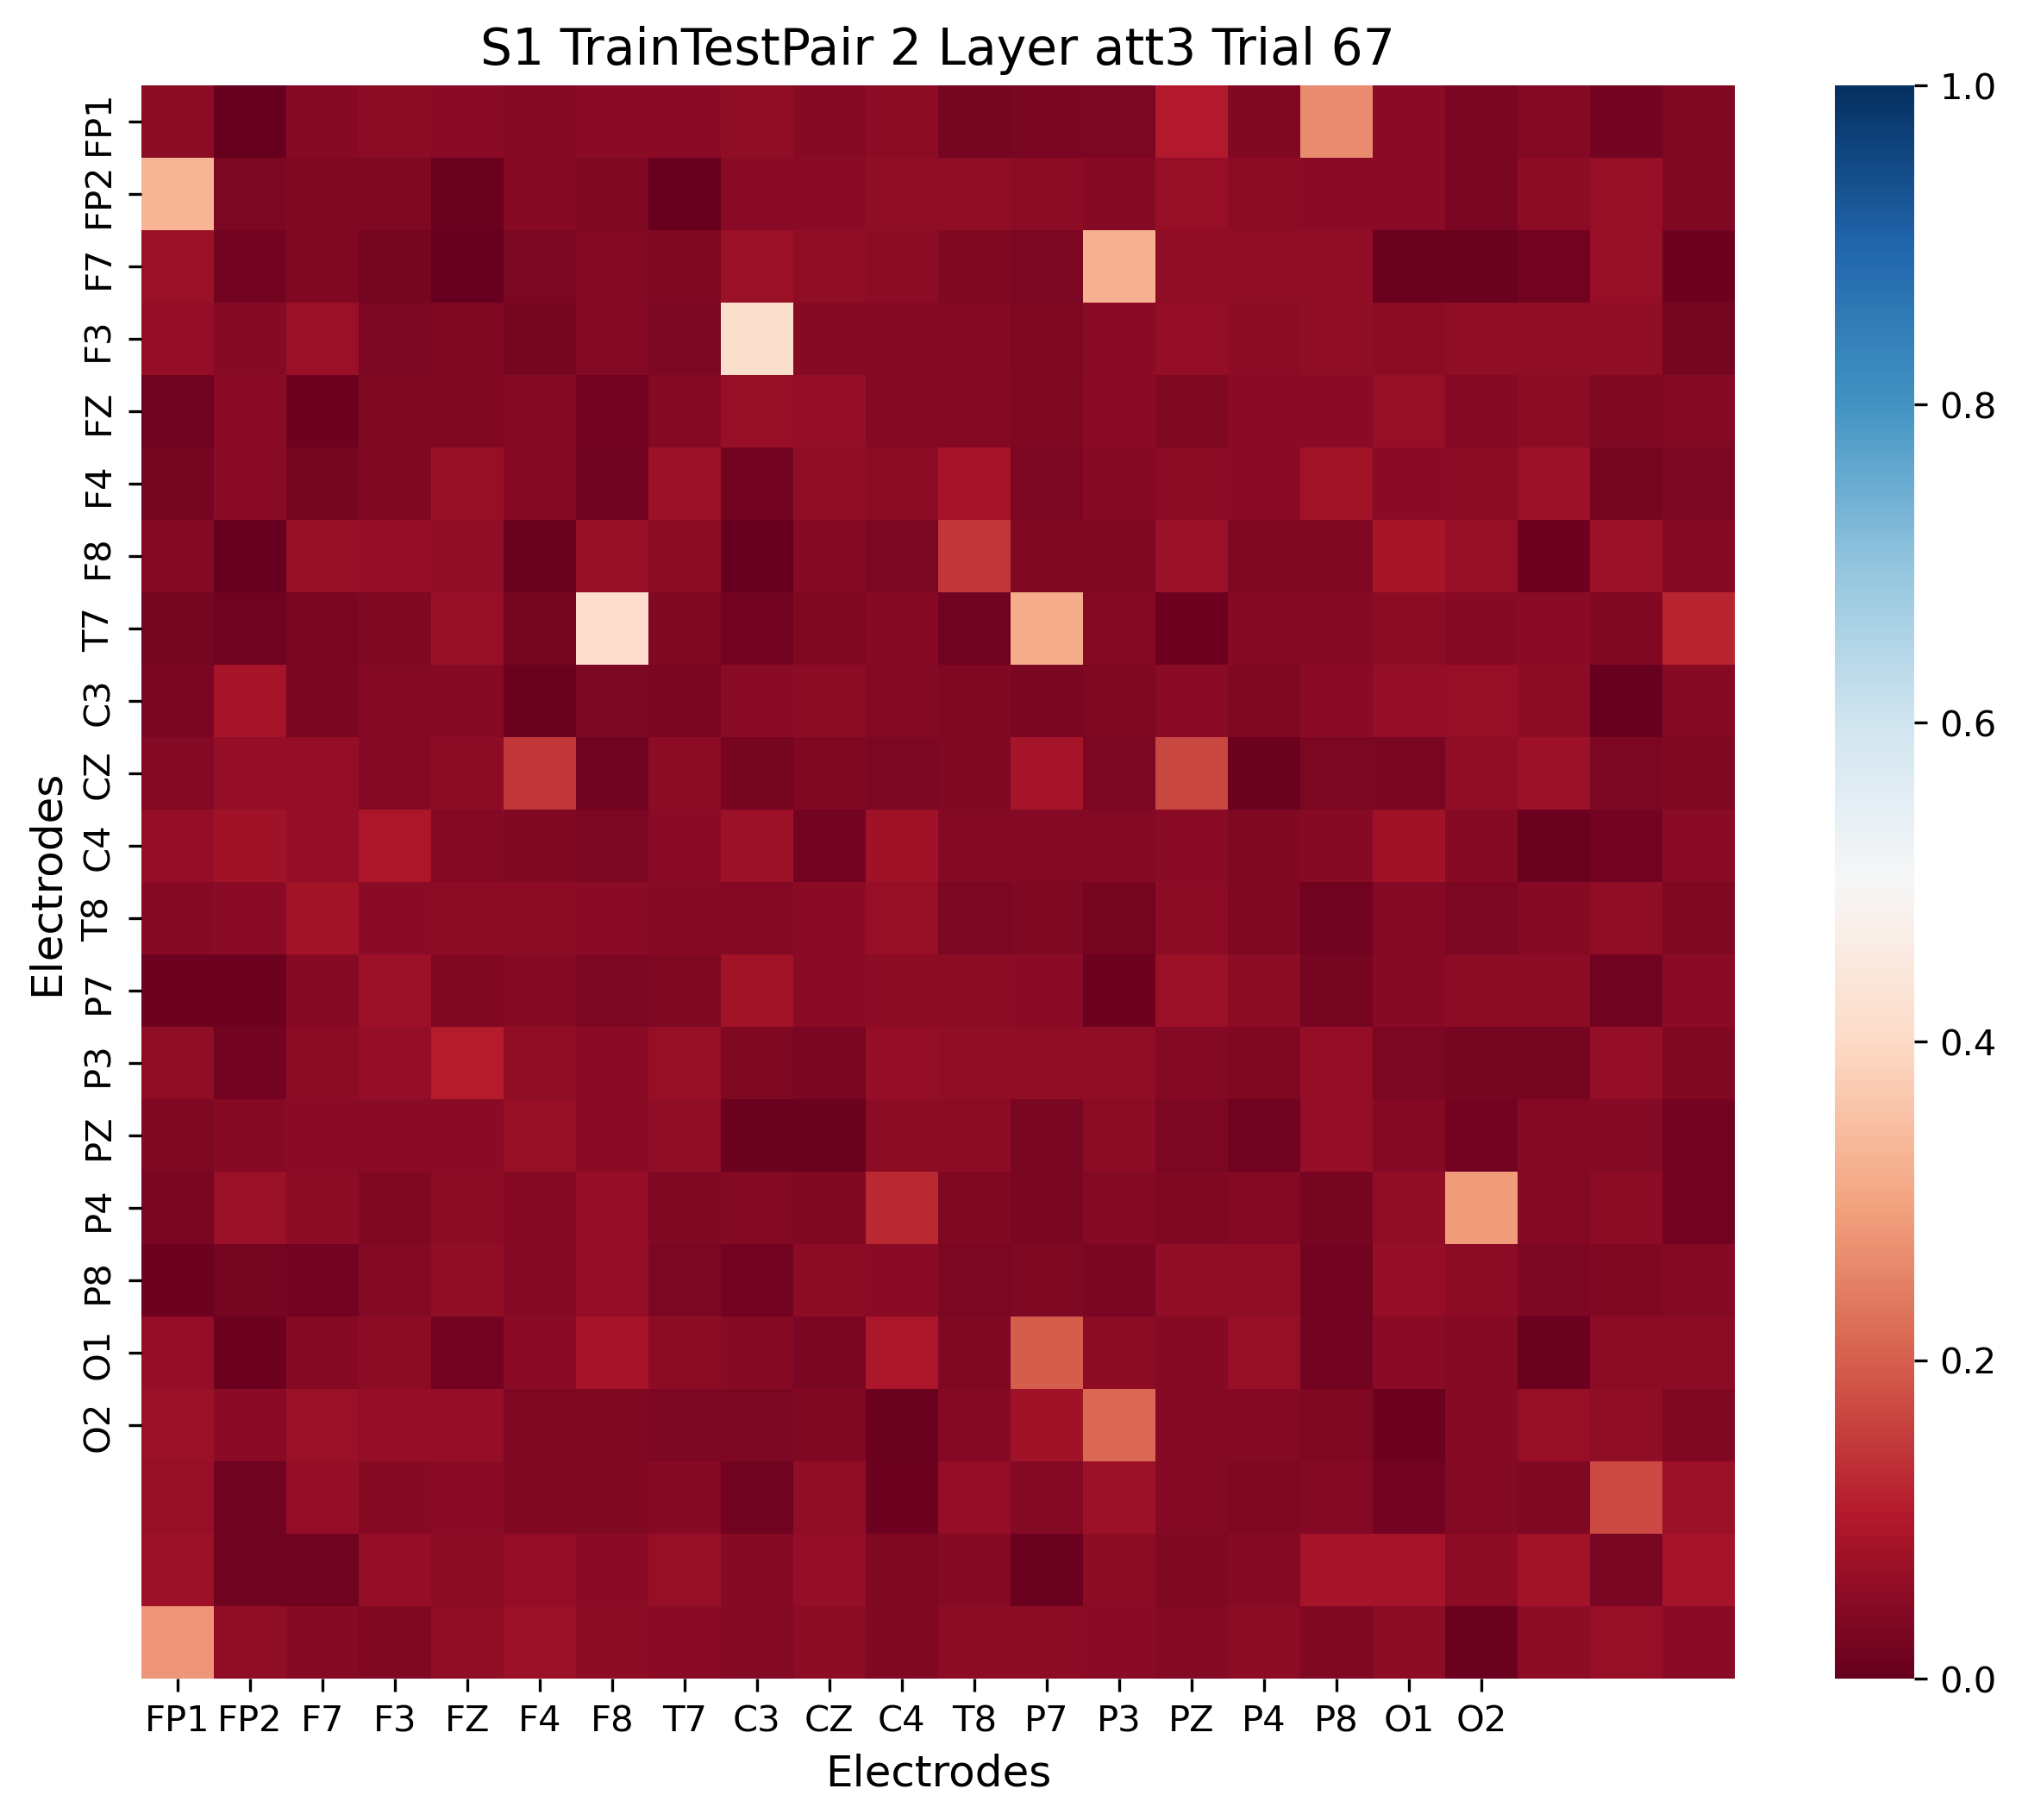 S1 TrainTestPair 2 Layer att3 Trial 67
Electrodes
FP1
FP2
F7
F3
FZ
F4
F8
T7
C3
CZ
C4
T8
P7
P3
PZ
P4
P8
O1
O2
FP1 FP2 F7 F3 FZ F4 F8 T7 C3 CZ C4 T8 P7 P3 PZ P4 P8 O1 O2
Electrodes
1.0
0.8
0.6
0.4
0.2
0.0